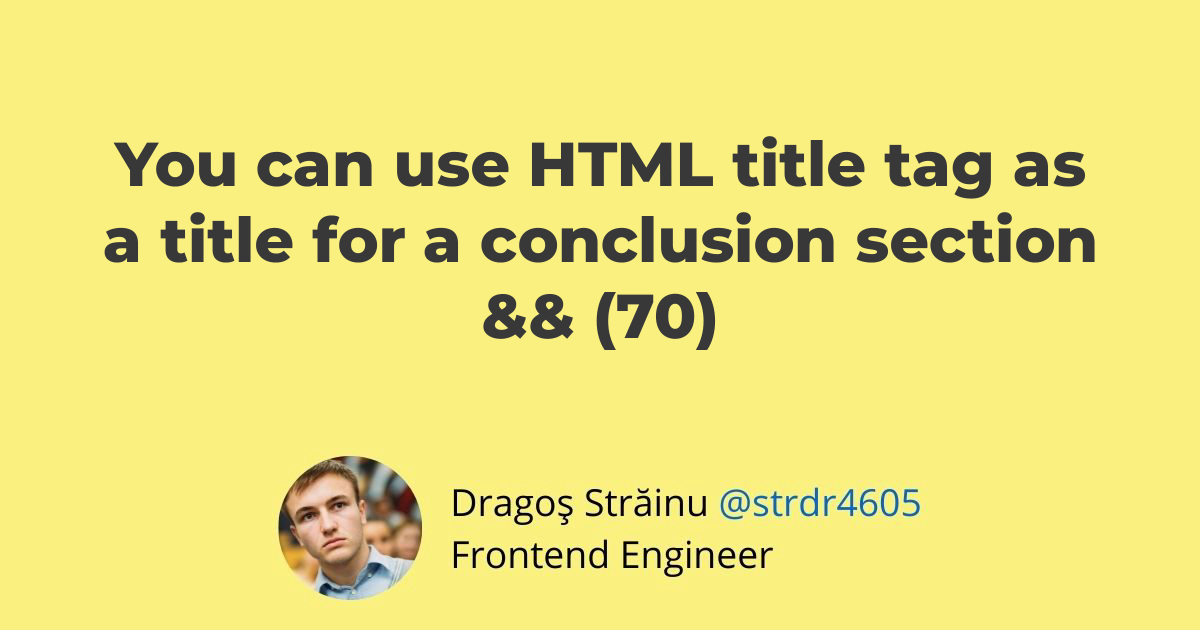 You can use HTML title tag as
a title for a conclusion section
&& (70)
Dragoş Străinu @strdr4605
Frontend Engineer